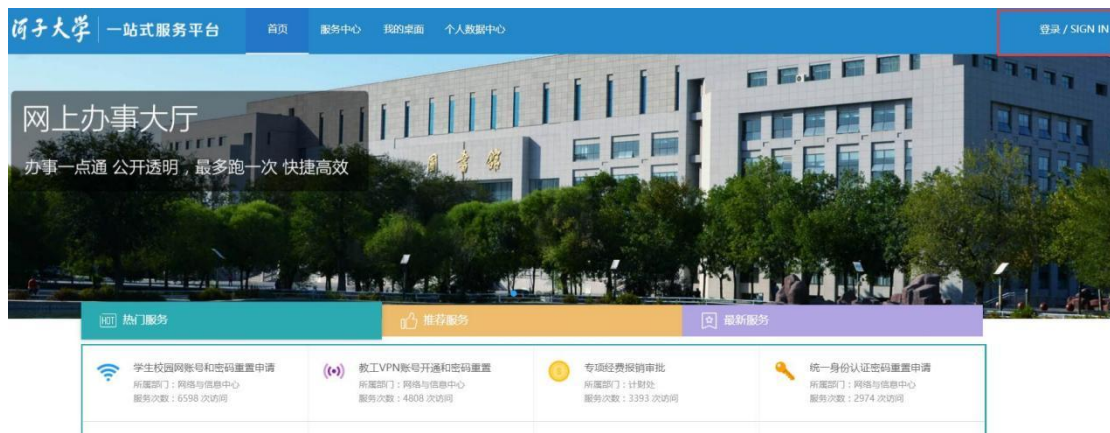 河子大学 一站式服务平台 首页 服务中心 我的桌面 个人数据中心 登录 / SIGN IN
网上办事大厅
办事一点通 公开透明，最多跑一次 快捷高效
图书馆
HOT 热门服务 推荐服务 最新服务
学生校园网账号和密码重置申请
所属部门：网络与信息中心
服务次数：6598 次访问
教工VPN账号开通和密码重置
所属部门：网络与信息中心
服务次数：4808 次访问
专项经费报销审批
所属部门：计财处
服务次数：3393 次访问
统一身份认证密码重置申请
所属部门：网络与信息中心
服务次数：2974 次访问